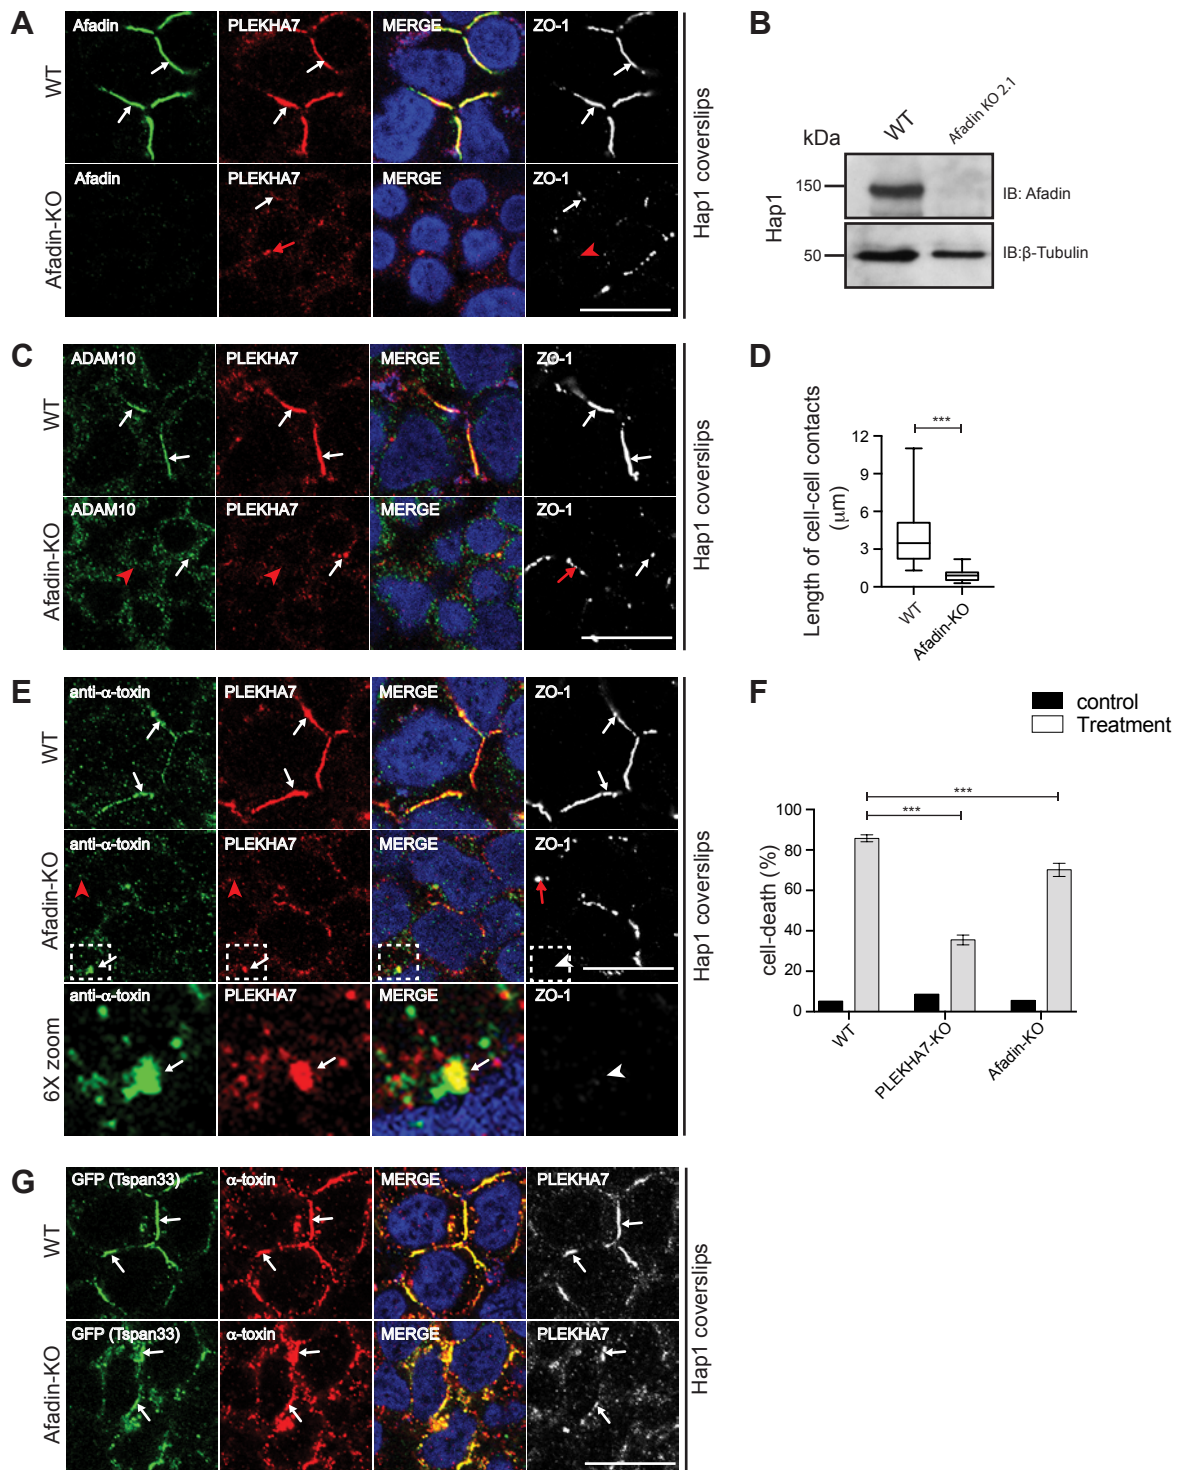 A
Afadin PLEKHA7 MERGE ZO-1
WT
Afadin PLEKHA7 MERGE ZO-1
Afadin-KO
Hap1 coverslips
B
WT Afadin KO 2.1
kDa
150
IB: Afadin
50
IB:β-Tubulin
Hap1
C
ADAM10 PLEKHA7 MERGE ZO-1
WT
ADAM10 PLEKHA7 MERGE ZO-1
Afadin-KO
Hap1 coverslips
D
***
12
9
6
3
0
Length of cell-cell contacts
(μm)
WT Afadin-KO
E
anti-α-toxin PLEKHA7 MERGE ZO-1
WT
anti-α-toxin PLEKHA7 MERGE ZO-1
Afadin-KO
anti-α-toxin PLEKHA7 MERGE ZO-1
6X zoom
Hap1 coverslips
F
control
Treatment
***
***
100
80
60
40
20
0
cell-death (%)
WT PLEKHA7-KO Afadin-KO
G
GFP (Tspan33) α-toxin MERGE PLEKHA7
WT
GFP (Tspan33) α-toxin MERGE PLEKHA7
Afadin-KO
Hap1 coverslips